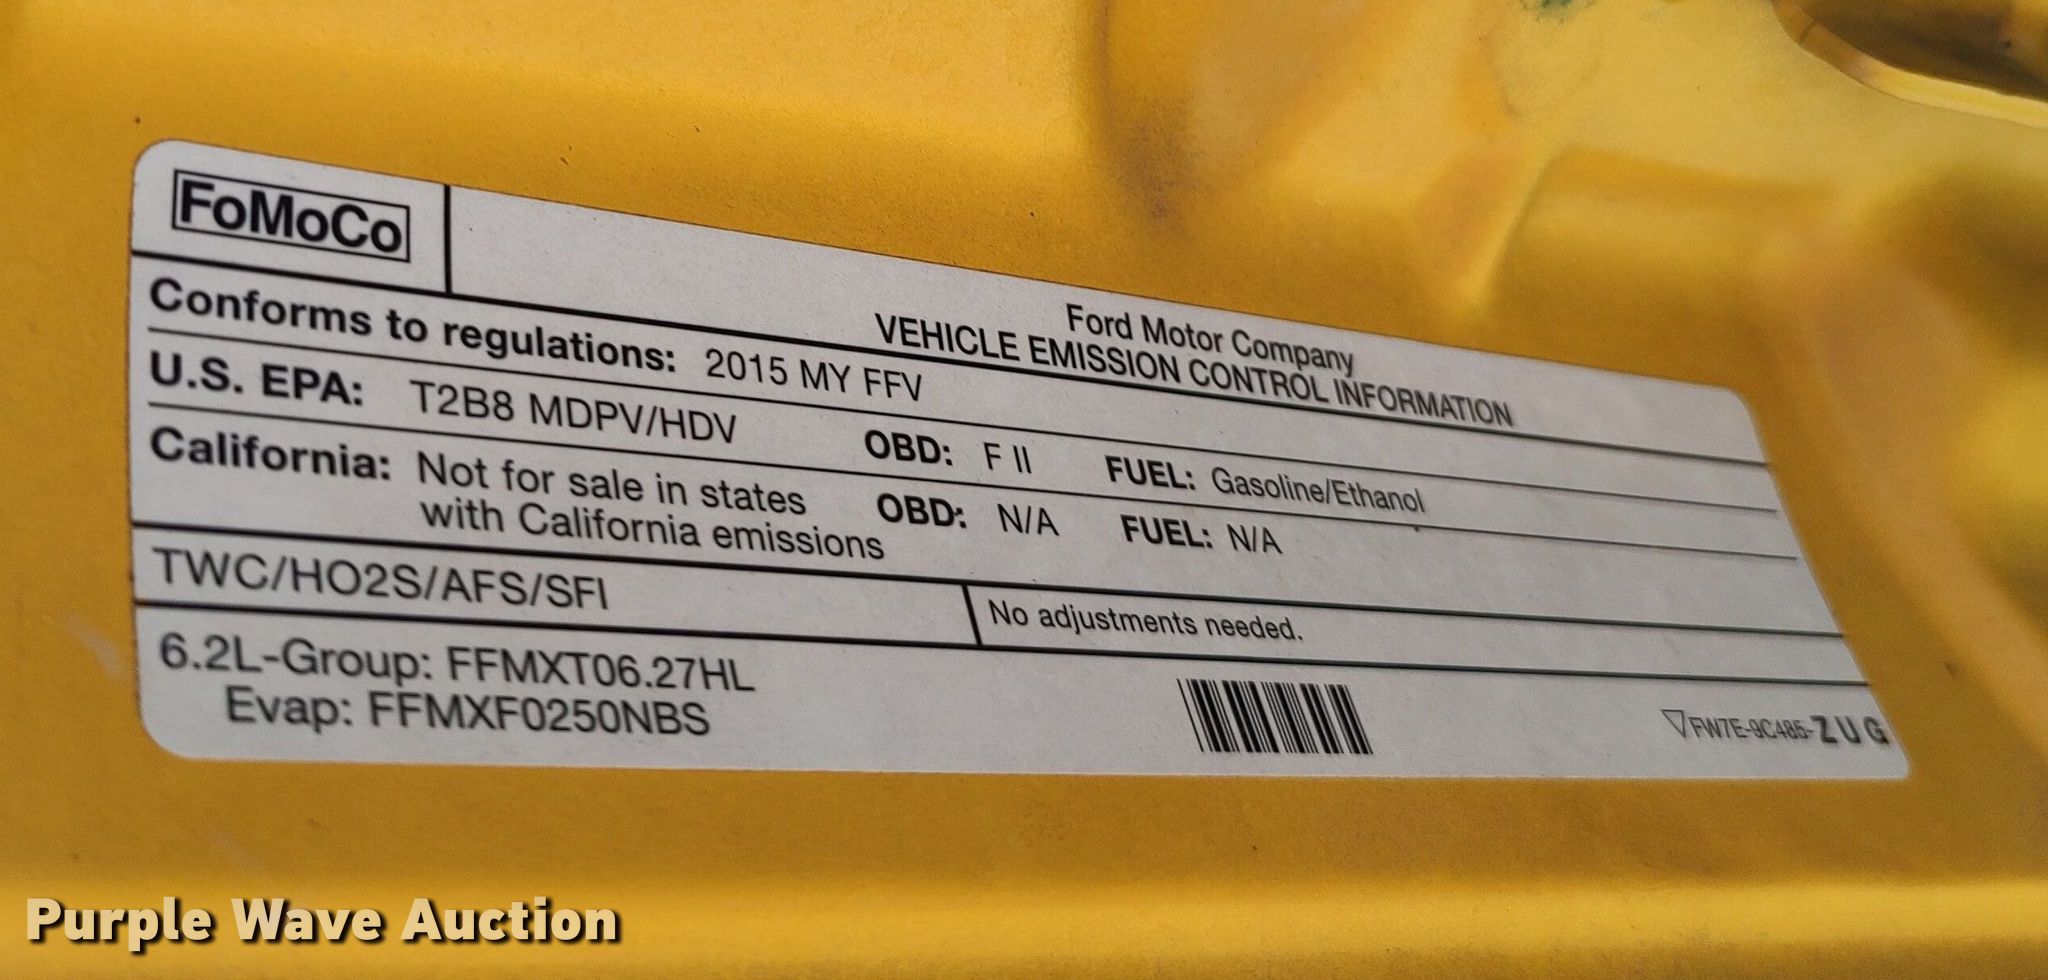 FoMoCo
Ford Motor Company
VEHICLE EMISSION CONTROL INFORMATION
Conforms to regulations: 2015 MY FFV
U.S. EPA: T2B8 MDPV/HDV OBD: F II FUEL: Gasoline/Ethanol
California: Not for sale in states OBD: N/A FUEL: N/A
with California emissions
TWC/HO2S/AFS/SFI
No adjustments needed.
6.2L-Group: FFMXT06.27HL
Evap: FFMXF0250NBS
FW7E-9C485-ZUG
Purple Wave Auction